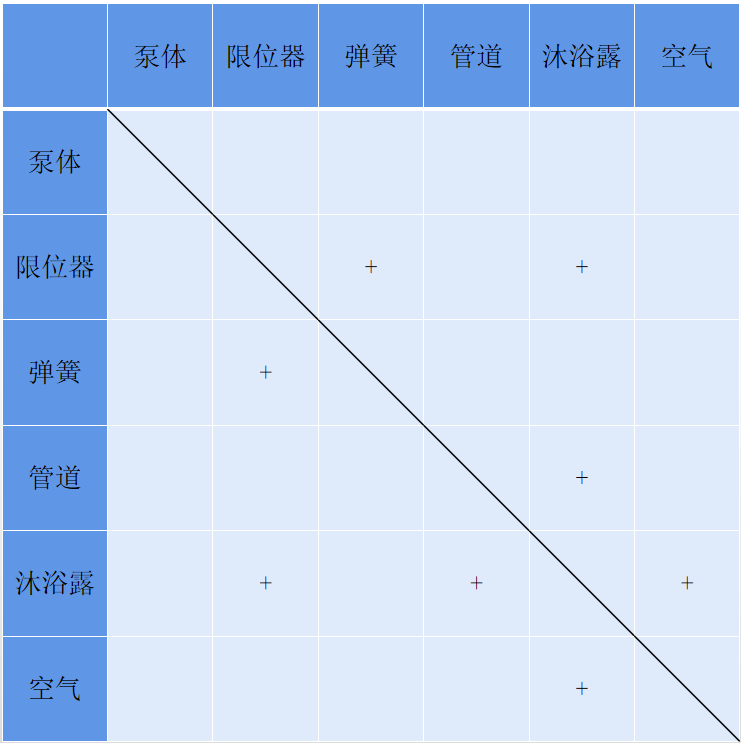 泵体 限位器 弹簧 管道 沐浴露 空气
泵体
限位器 + +
弹簧 +
管道 +
沐浴露 + + +
空气 +